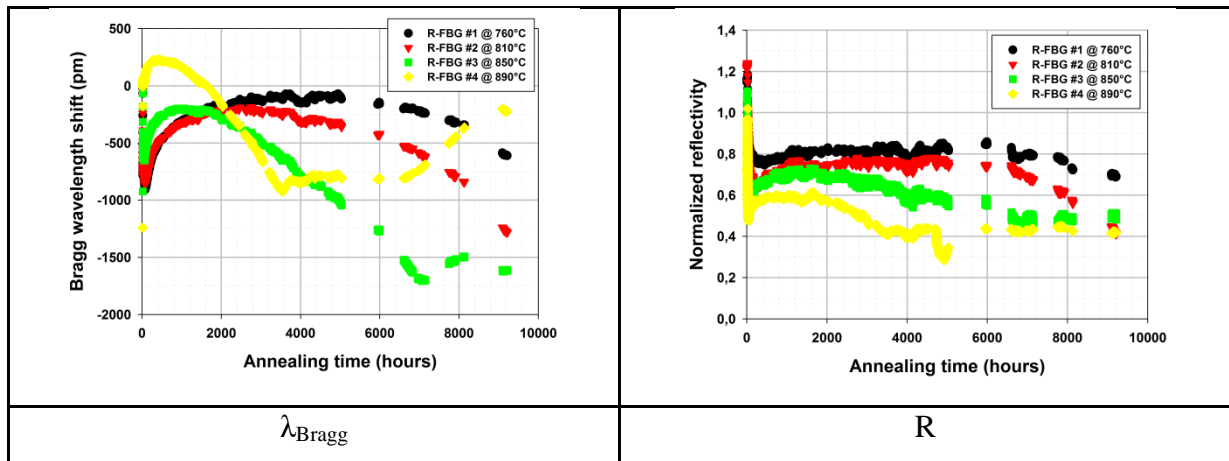 R-FBG #1 @ 760°C
R-FBG #2 @ 810°C
R-FBG #3 @ 850°C
R-FBG #4 @ 890°C
500
0
-500
-1000
-1500
-2000
0
2000
4000
6000
8000
10000
Bragg wavelength shift (pm)
Annealing time (hours)
R-FBG #1 @ 760°C
R-FBG #2 @ 810°C
R-FBG #3 @ 850°C
R-FBG #4 @ 890°C
1,4
1,2
1,0
0,8
0,6
0,4
0,2
0,0
0
2000
4000
6000
8000
10000
Normalized reflectivity
Annealing time (hours)
λBragg
R